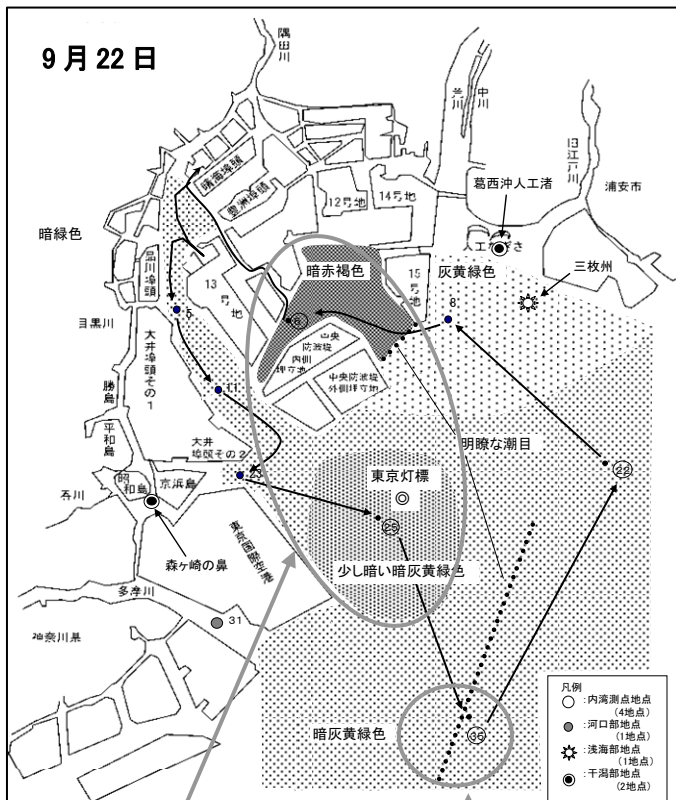 9月22日
隅田川
荒川
中川
旧江戸川
浦安市
葛西沖人工渚
人工なぎさ
三枚州
晴海埠頭
豊洲埠頭
12号地
14号地
暗緑色
品川埠頭
13号地
暗赤褐色
15号地
灰黄緑色
8
5
6
目黒川
大井埠頭その1
中央
防波堤
内側
埋立地
中央防波堤
外側埋立地
11
勝島
平和島
大井
埠頭その2
明瞭な潮目
22
昭和島
京浜島
23
東京灯標
25
呑川
森ヶ崎の鼻
東京国際空港
少し暗い暗灰黄緑色
多摩川
31
神奈川県
暗灰黄緑色
35
凡例
:内湾測点地点
(4地点)
:河口部地点
(1地点)
:浅海部地点
(1地点)
:干潟部地点
(2地点)